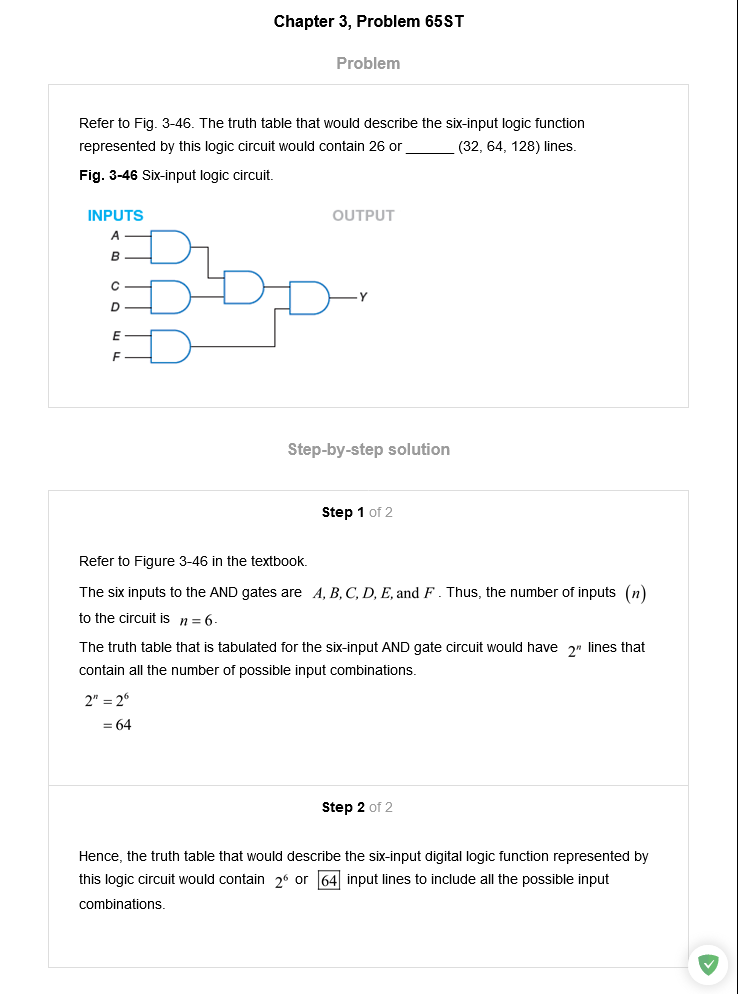 Chapter 3, Problem 65ST
Problem
Refer to Fig. 3-46. The truth table that would describe the six-input logic function
represented by this logic circuit would contain 26 or ______ (32, 64, 128) lines.
Fig. 3-46 Six-input logic circuit.
INPUTS OUTPUT
A
B
C
D
E
F
Y
Step-by-step solution
Step 1 of 2
Refer to Figure 3-46 in the textbook.
The six inputs to the AND gates are A, B, C, D, E, and F . Thus, the number of inputs (n)
to the circuit is n = 6.
The truth table that is tabulated for the six-input AND gate circuit would have 2ⁿ lines that
contain all the number of possible input combinations.
2ⁿ = 2⁶
= 64
Step 2 of 2
Hence, the truth table that would describe the six-input digital logic function represented by
this logic circuit would contain 2⁶ or 64 input lines to include all the possible input
combinations.